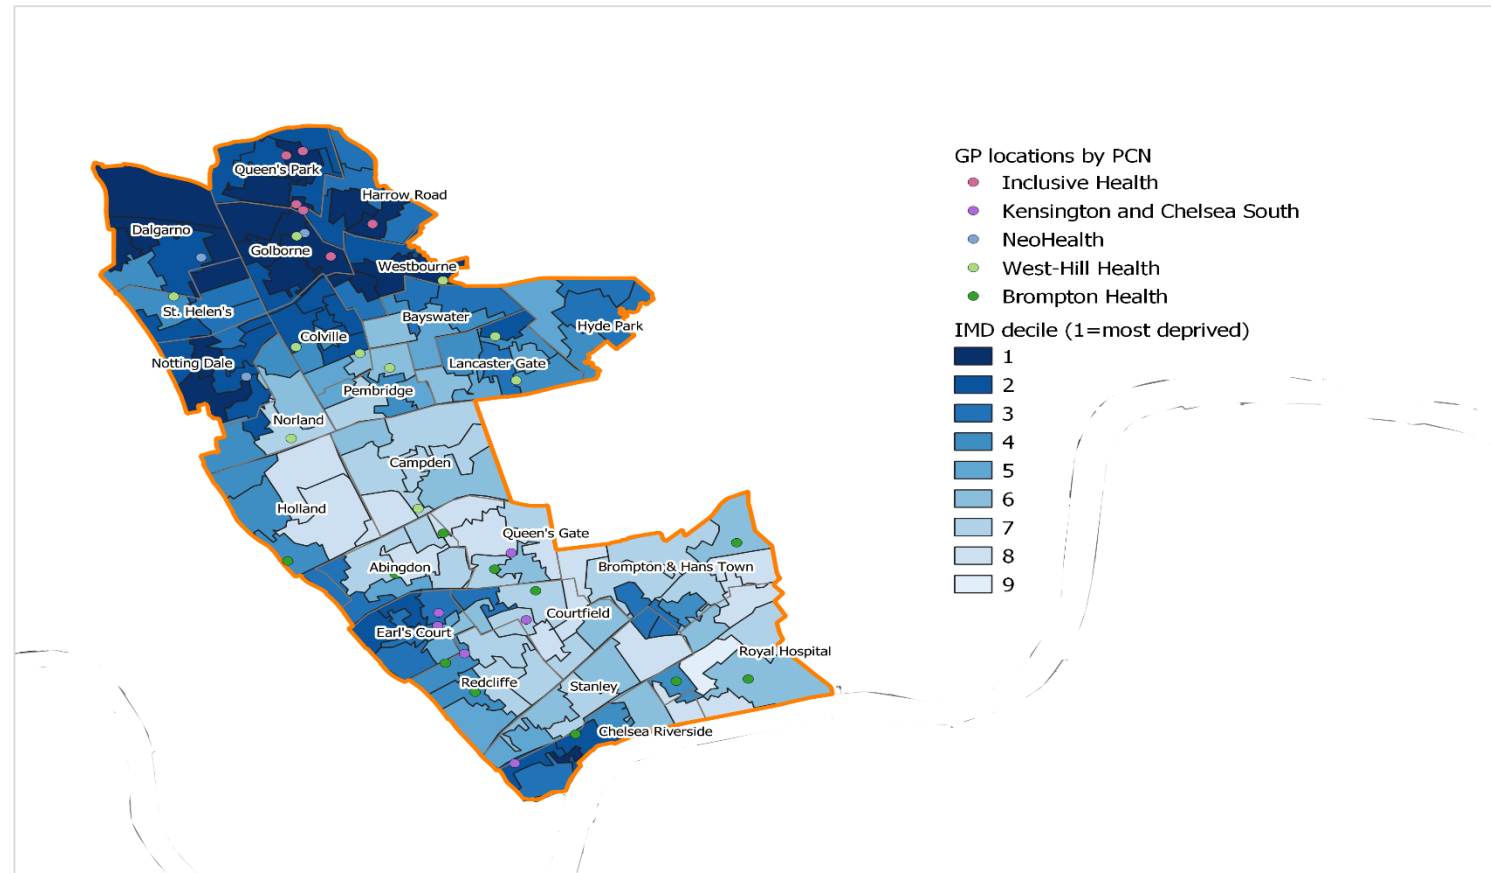 GP locations by PCN
Inclusive Health
Kensington and Chelsea South
NeoHealth
West-Hill Health
Brompton Health
IMD decile (1=most deprived)
1
2
3
4
5
6
7
8
9
Queen's Park
Harrow Road
Dalgarno
Golborne
Westbourne
St. Helen's
Bayswater
Hyde Park
Colville
Notting Dale
Lancaster Gate
Pembridge
Norland
Campden
Holland
Queen's Gate
Abingdon
Brompton & Hans Town
Courtfield
Earl's Court
Royal Hospital
Redcliffe
Stanley
Chelsea Riverside